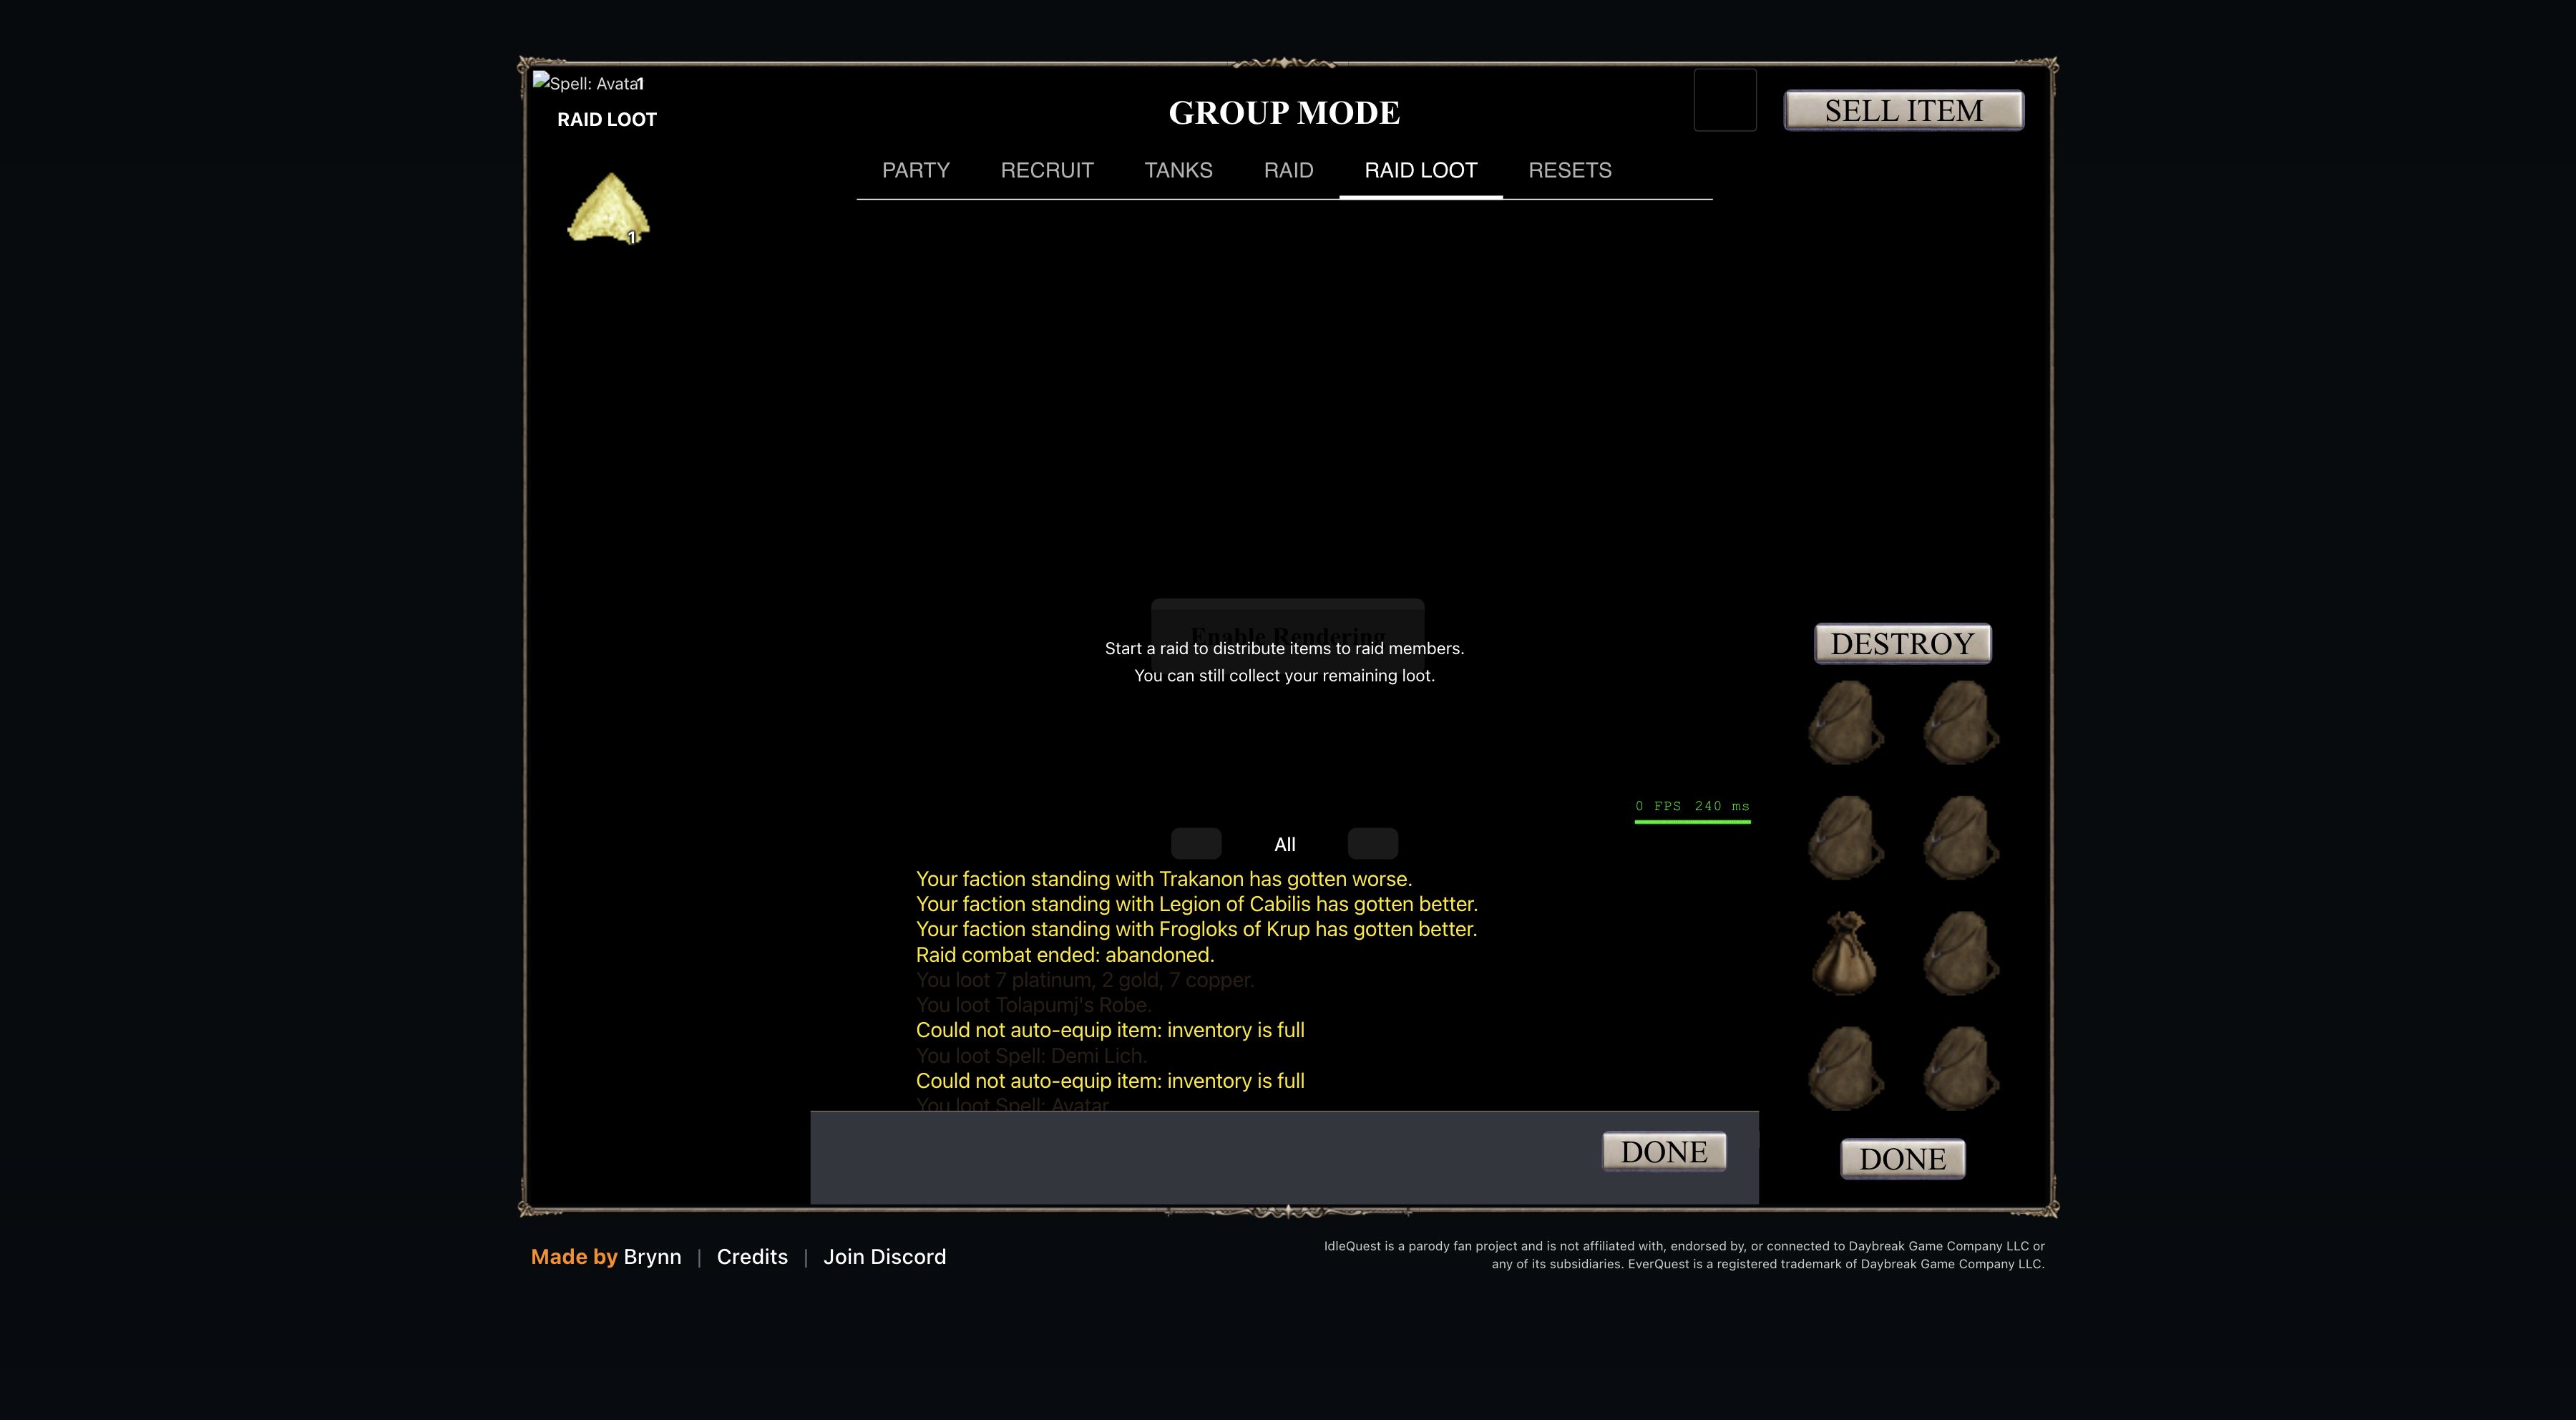 Spell: Avata1
RAID LOOT
GROUP MODE
SELL ITEM
PARTY RECRUIT TANKS RAID RAID LOOT RESETS
1
Enable Rendering
Start a raid to distribute items to raid members.
You can still collect your remaining loot.
DESTROY
0 FPS 240 ms
All
Your faction standing with Trakanon has gotten worse.
Your faction standing with Legion of Cabilis has gotten better.
Your faction standing with Frogloks of Krup has gotten better.
Raid combat ended: abandoned.
You loot 7 platinum, 2 gold, 7 copper.
You loot Tolapumj's Robe.
Could not auto-equip item: inventory is full
You loot Spell: Demi Lich.
Could not auto-equip item: inventory is full
You loot Spell: Avatar
DONE
DONE
Made by Brynn | Credits | Join Discord
IdleQuest is a parody fan project and is not affiliated with, endorsed by, or connected to Daybreak Game Company LLC or
any of its subsidiaries. EverQuest is a registered trademark of Daybreak Game Company LLC.